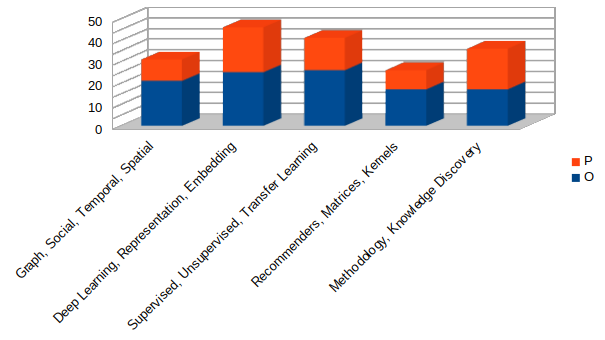 50
40
30
20
10
0
Graph, Social, Temporal, Spatial
Deep Learning, Representation, Embedding
Supervised, Unsupervised, Transfer Learning
Recommenders, Matrices, Kernels
Methodology, Knowledge Discovery
P
O